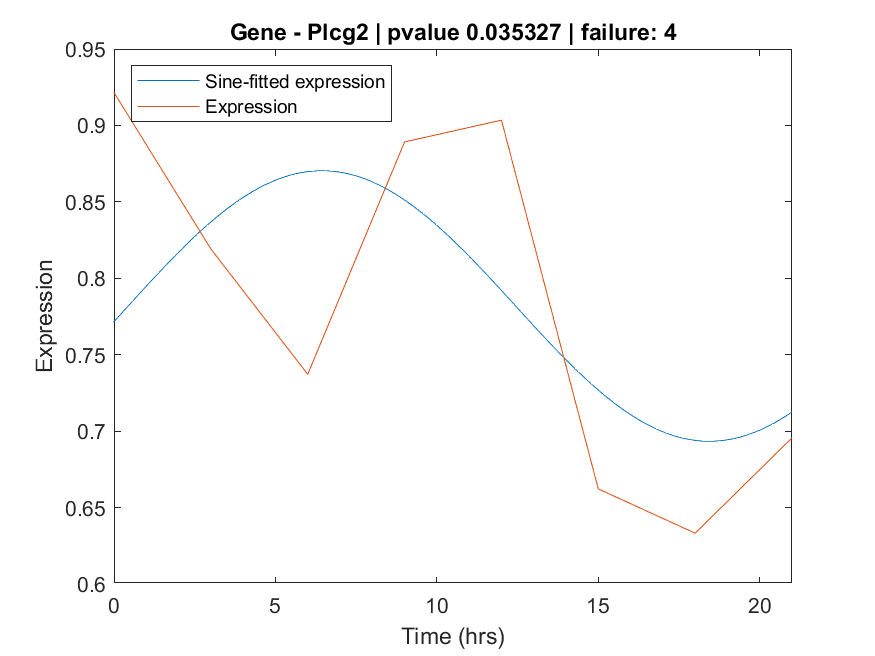 Gene - Plcg2 | pvalue 0.035327 | failure: 4
Sine-fitted expression
Expression
0.95
0.9
0.85
0.8
0.75
0.7
0.65
0.6
Expression
0 5 10 15 20
Time (hrs)